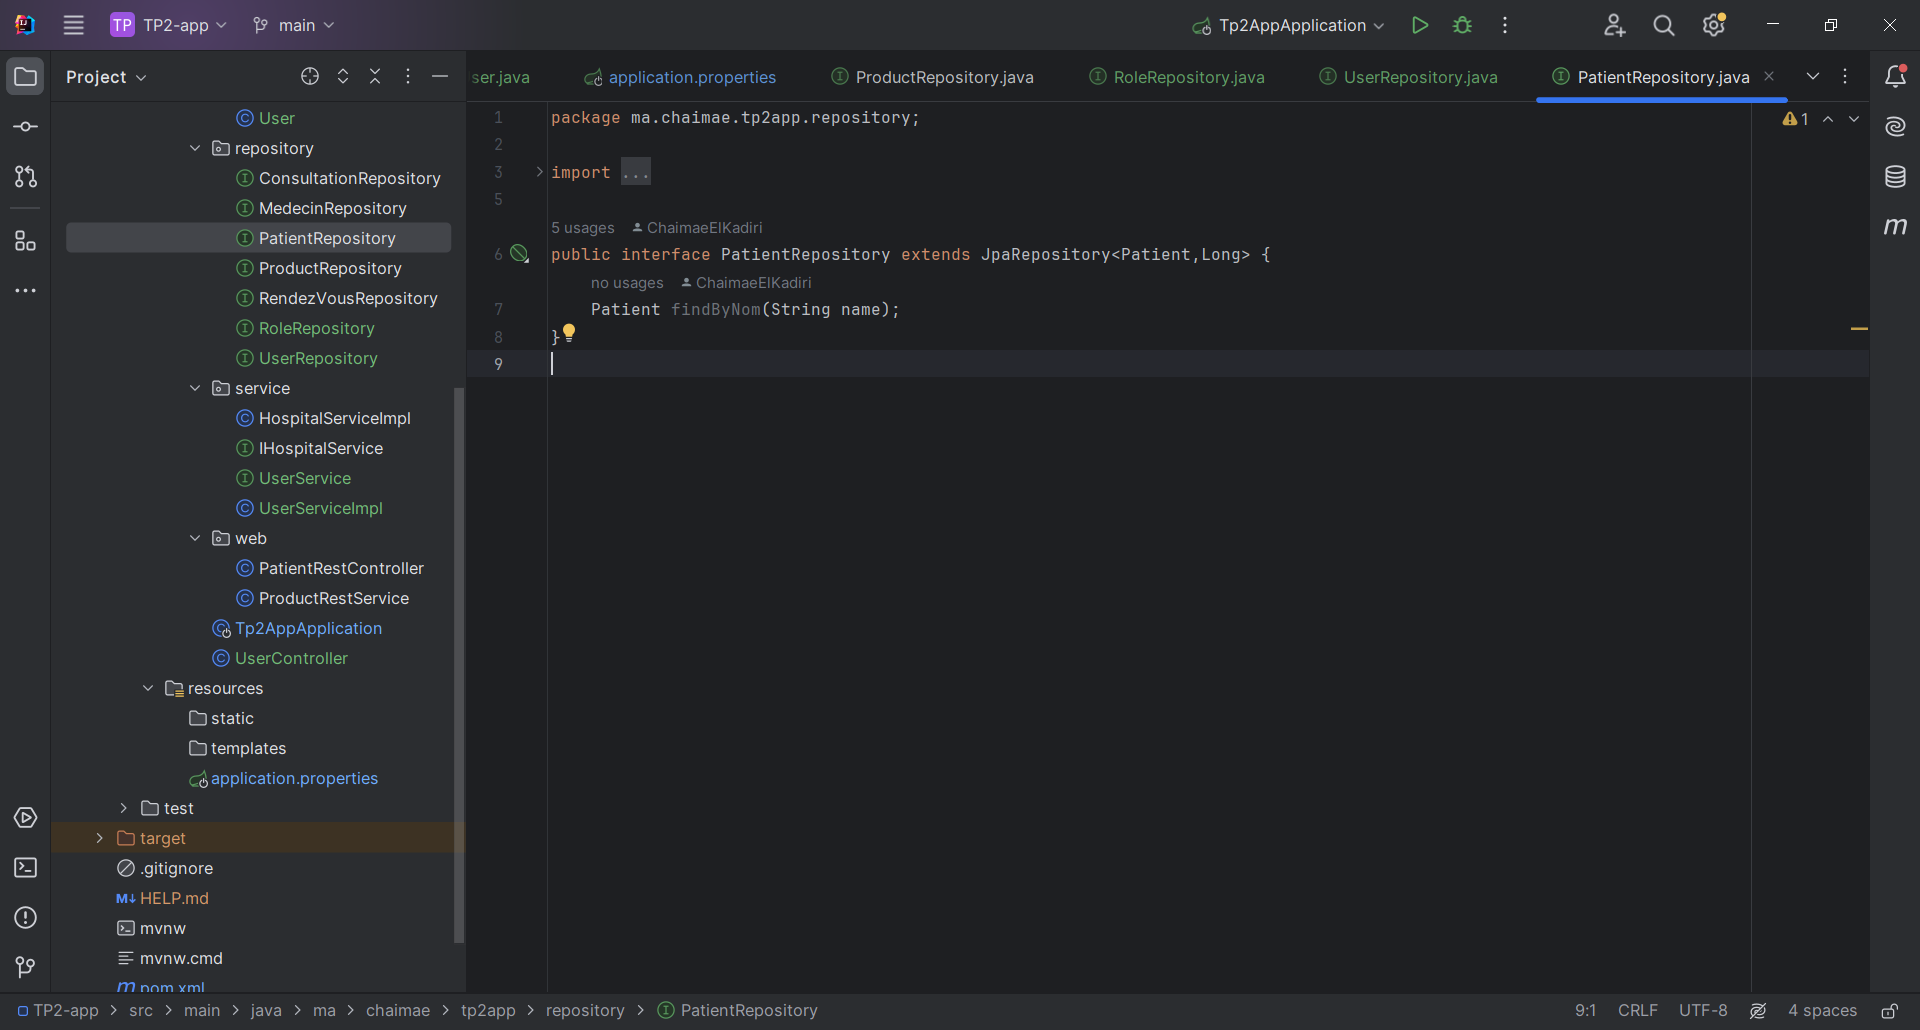 TP TP2-app main Tp2AppApplication
Project
ser.java application.properties ProductRepository.java RoleRepository.java UserRepository.java PatientRepository.java
User
repository
ConsultationRepository
MedecinRepository
PatientRepository
ProductRepository
RendezVousRepository
RoleRepository
UserRepository
service
HospitalServiceImpl
IHospitalService
UserService
UserServiceImpl
web
PatientRestController
ProductRestService
Tp2AppApplication
UserController
resources
static
templates
application.properties
test
target
.gitignore
M↓ HELP.md
mvnw
mvnw.cmd
m pom.xml
1 package ma.chaimae.tp2app.repository;
2
3 import ...
5
5 usages ChaimaeElKadiri
6 public interface PatientRepository extends JpaRepository<Patient,Long> {
no usages ChaimaeElKadiri
7 Patient findByNom(String name);
8 }
9
1
m
TP2-app > src > main > java > ma > chaimae > tp2app > repository > PatientRepository
9:1 CRLF UTF-8 4 spaces